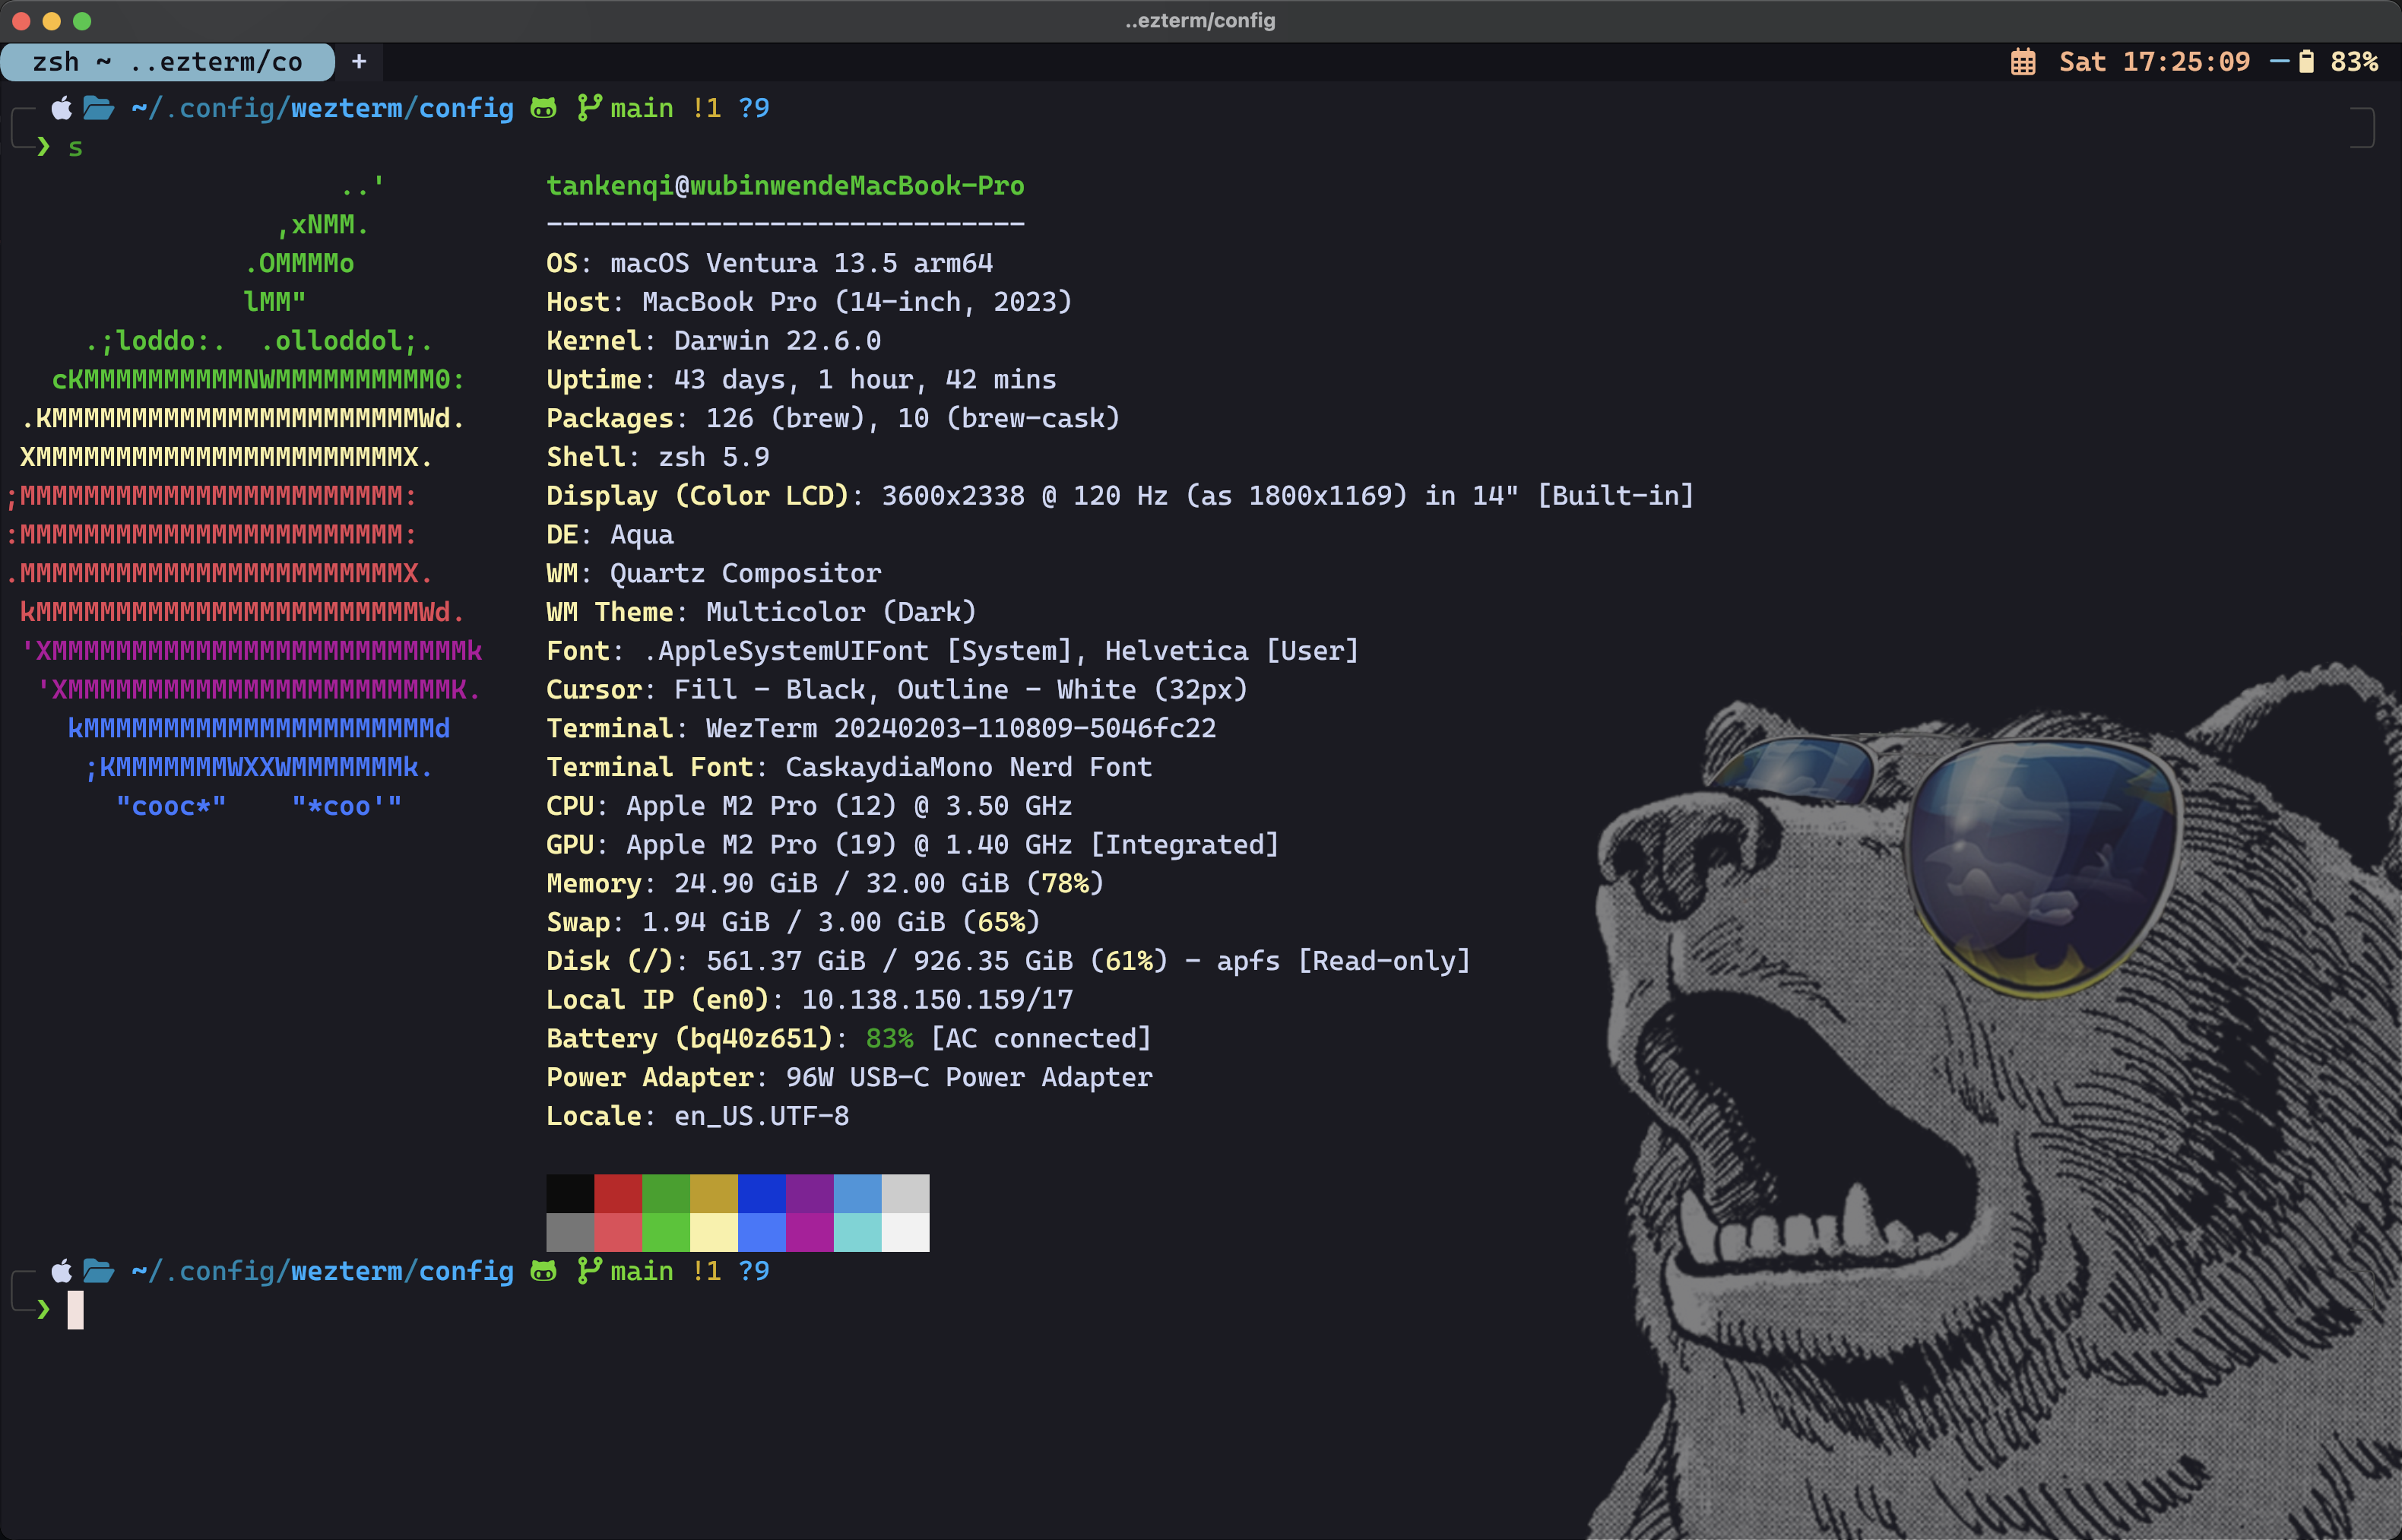 ..ezterm/config
zsh ~ ..ezterm/co +
Sat 17:25:09 — 83%
~/.config/wezterm/config main !1 ?9
❯ s
..'
,xNMM.
.OMMMMo
lMM"
.;loddo:.  .olloddol;.
cKMMMMMMMMMMNWMMMMMMMMMM0:
.KMMMMMMMMMMMMMMMMMMMMMMMWd.
XMMMMMMMMMMMMMMMMMMMMMMMX.
;MMMMMMMMMMMMMMMMMMMMMMMM:
:MMMMMMMMMMMMMMMMMMMMMMMM:
.MMMMMMMMMMMMMMMMMMMMMMMMX.
kMMMMMMMMMMMMMMMMMMMMMMMMWd.
'XMMMMMMMMMMMMMMMMMMMMMMMMMMk
'XMMMMMMMMMMMMMMMMMMMMMMMMK.
kMMMMMMMMMMMMMMMMMMMMMMd
;KMMMMMMMWXXWMMMMMMMk.
"cooc*"    "*coo'"
tankenqi@wubinwendeMacBook-Pro
------------------------------
OS: macOS Ventura 13.5 arm64
Host: MacBook Pro (14-inch, 2023)
Kernel: Darwin 22.6.0
Uptime: 43 days, 1 hour, 42 mins
Packages: 126 (brew), 10 (brew-cask)
Shell: zsh 5.9
Display (Color LCD): 3600x2338 @ 120 Hz (as 1800x1169) in 14" [Built-in]
DE: Aqua
WM: Quartz Compositor
WM Theme: Multicolor (Dark)
Font: .AppleSystemUIFont [System], Helvetica [User]
Cursor: Fill - Black, Outline - White (32px)
Terminal: WezTerm 20240203-110809-5046fc22
Terminal Font: CaskaydiaMono Nerd Font
CPU: Apple M2 Pro (12) @ 3.50 GHz
GPU: Apple M2 Pro (19) @ 1.40 GHz [Integrated]
Memory: 24.90 GiB / 32.00 GiB (78%)
Swap: 1.94 GiB / 3.00 GiB (65%)
Disk (/): 561.37 GiB / 926.35 GiB (61%) - apfs [Read-only]
Local IP (en0): 10.138.150.159/17
Battery (bq40z651): 83% [AC connected]
Power Adapter: 96W USB-C Power Adapter
Locale: en_US.UTF-8
~/.config/wezterm/config main !1 ?9
❯